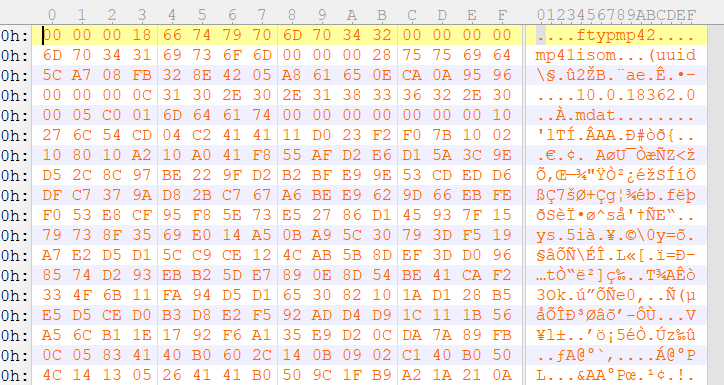 0 1 2 3 4 5 6 7 8 9 A B C D E F 0123456789ABCDEF
0h: 00 00 00 18 66 74 79 70 6D 70 34 32 00 00 00 00 ....ftypmp42....
0h: 6D 70 34 31 69 73 6F 6D 00 00 00 28 75 75 69 64 mp41isom...(uuid
0h: 5C A7 08 FB 32 8E 42 05 A8 61 65 0E CA 0A 95 96 \§.û2ŽB.¨ae.Ê.•–
0h: 00 00 00 0C 31 30 2E 30 2E 31 38 33 36 32 2E 30 ....10.0.18362.0
0h: 00 05 C0 01 6D 64 61 74 00 00 00 00 00 00 00 10 ..À.mdat........
0h: 27 6C 54 CD 04 C2 41 41 11 D0 23 F2 F0 7B 10 02 'lTÍ.ÂAA.Ð#òð{..
0h: 10 80 10 A2 10 A0 41 F8 55 AF D2 E6 D1 5A 3C 9E .€.¢. AøU¯ÒæÑZ<ž
0h: D5 2C 8C 97 BE 22 9F D2 B2 BF E9 9E 53 CD ED D6 Õ,Œ—¾"ŸÒ²¿éžSÍíÖ
0h: DF C7 37 9A D8 2B C7 67 A6 BE E9 62 9D 66 EB FE ßÇ7šØ+Çg¦¾éb.fëþ
0h: F0 53 E8 CF 95 F8 5E 73 E5 27 86 D1 45 93 7F 15 ðSèÏ•ø^så'†ÑE“..
0h: 79 73 8F 35 69 E0 14 A5 0B A9 5C 30 79 3D F5 19 ys.5ià.¥.©\0y=õ.
0h: A7 E2 D5 D1 5C C9 CE 12 4C AB 5B 8D EF 3D D0 96 §âÕÑ\ÉÎ.L«[.ï=Ð–
0h: 85 74 D2 93 EB B2 5D E7 89 0E 8D 54 BE 41 CA F2 …tÒ“ë²]ç‰..T¾AÊò
0h: 33 4F 6B 11 FA 94 D5 D1 65 30 82 10 1A D1 28 B5 3Ok.ú”ÕÑe0‚..Ñ(µ
0h: E5 D5 CE D0 B3 D8 E2 F5 92 AD D4 D9 1C 11 1B 56 åÕÎÐ³Øâõ’-ÔÙ...V
0h: A5 6C B1 1E 17 92 F6 A1 35 E9 D2 0C DA 7A 89 FB ¥l±..’ö¡5éÒ.Úz‰û
0h: 0C 05 83 41 40 B0 60 2C 14 0B 09 02 C1 40 B0 50 ..ƒA@°`,....Á@°P
0h: 4C 14 13 05 26 41 41 B0 50 9C 1F B9 A2 1A 21 0A L...&AA°Pœ.¹¢.!.